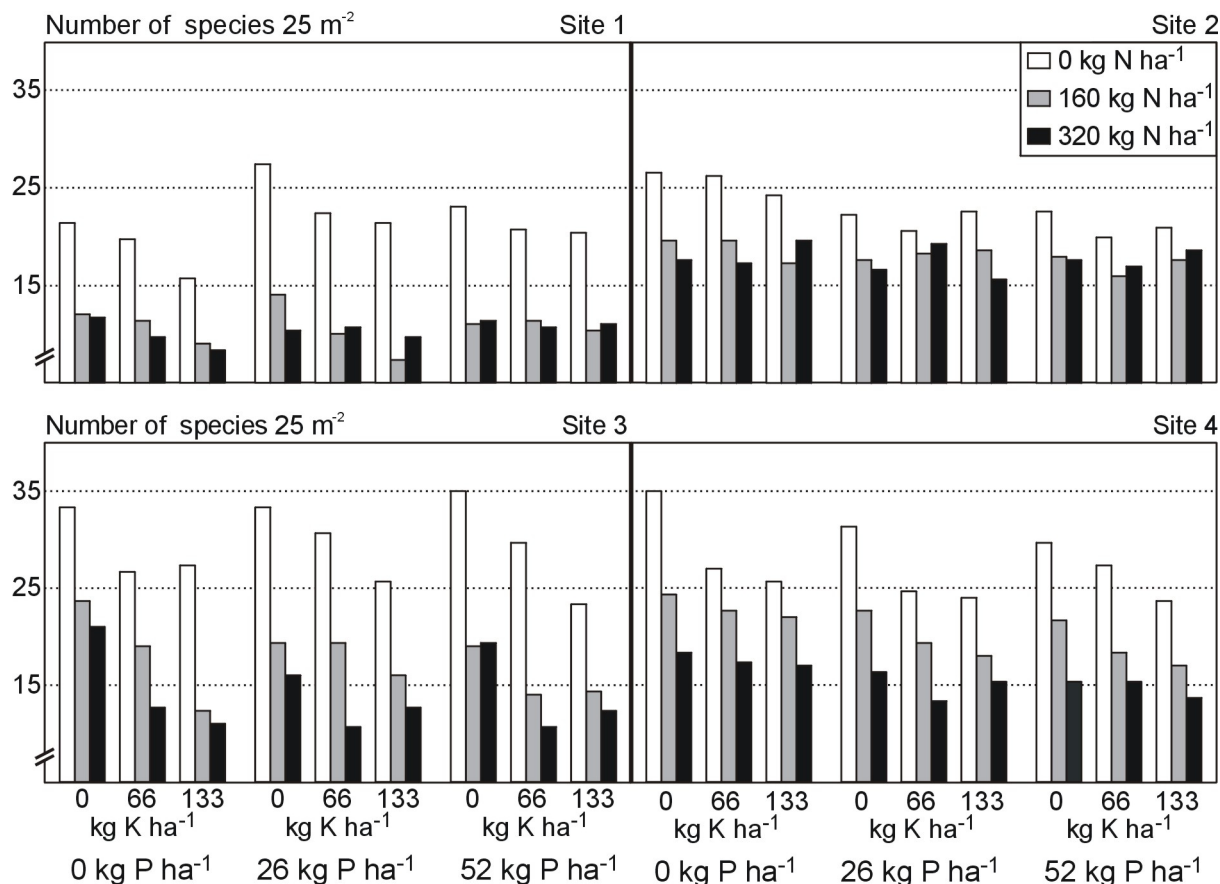 Number of species 25 m⁻² Site 1 Site 2
0 kg N ha⁻¹
35
160 kg N ha⁻¹
320 kg N ha⁻¹
25
15
Number of species 25 m⁻² Site 3 Site 4
35
25
15
0 66 133 0 66 133 0 66 133 0 66 133 0 66 133 0 66 133
kg K ha⁻¹ kg K ha⁻¹ kg K ha⁻¹ kg K ha⁻¹ kg K ha⁻¹ kg K ha⁻¹
0 kg P ha⁻¹ 26 kg P ha⁻¹ 52 kg P ha⁻¹ 0 kg P ha⁻¹ 26 kg P ha⁻¹ 52 kg P ha⁻¹